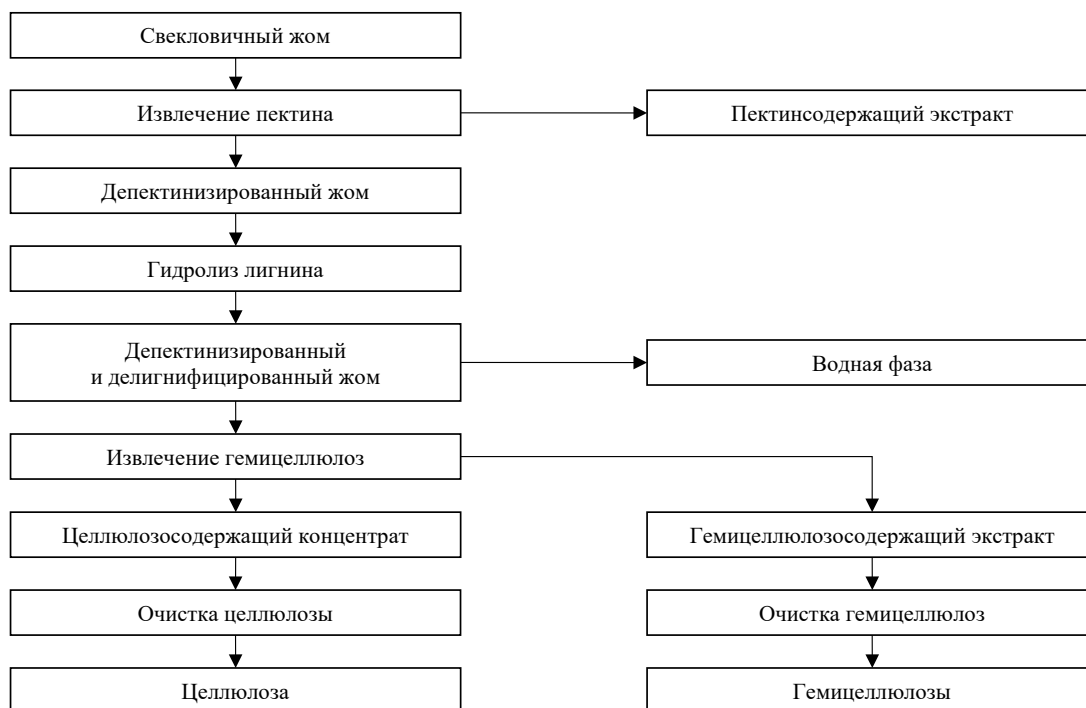 Свекловичный жом
Извлечение пектина
Пектинсодержащий экстракт
Депектинизированный жом
Гидролиз лигнина
Депектинизированный
и делигнифицированный жом
Водная фаза
Извлечение гемицеллюлоз
Целлюлозосодержащий концентрат
Гемицеллюлозосодержащий экстракт
Очистка целлюлозы
Очистка гемицеллюлоз
Целлюлоза
Гемицеллюлозы